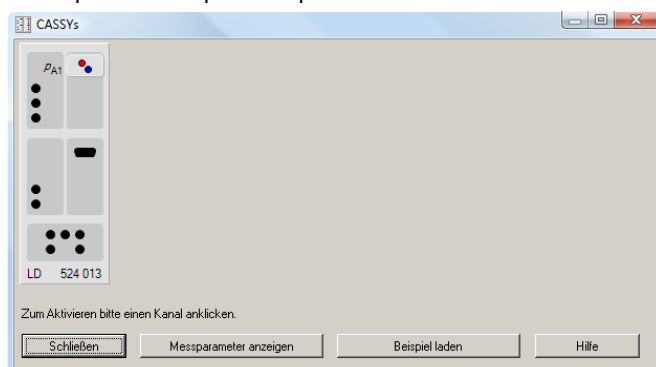 CASSYs
pA1
LD 524 013
Zum Aktivieren bitte einen Kanal anklicken.
Schließen Messparameter anzeigen Beispiel laden Hilfe